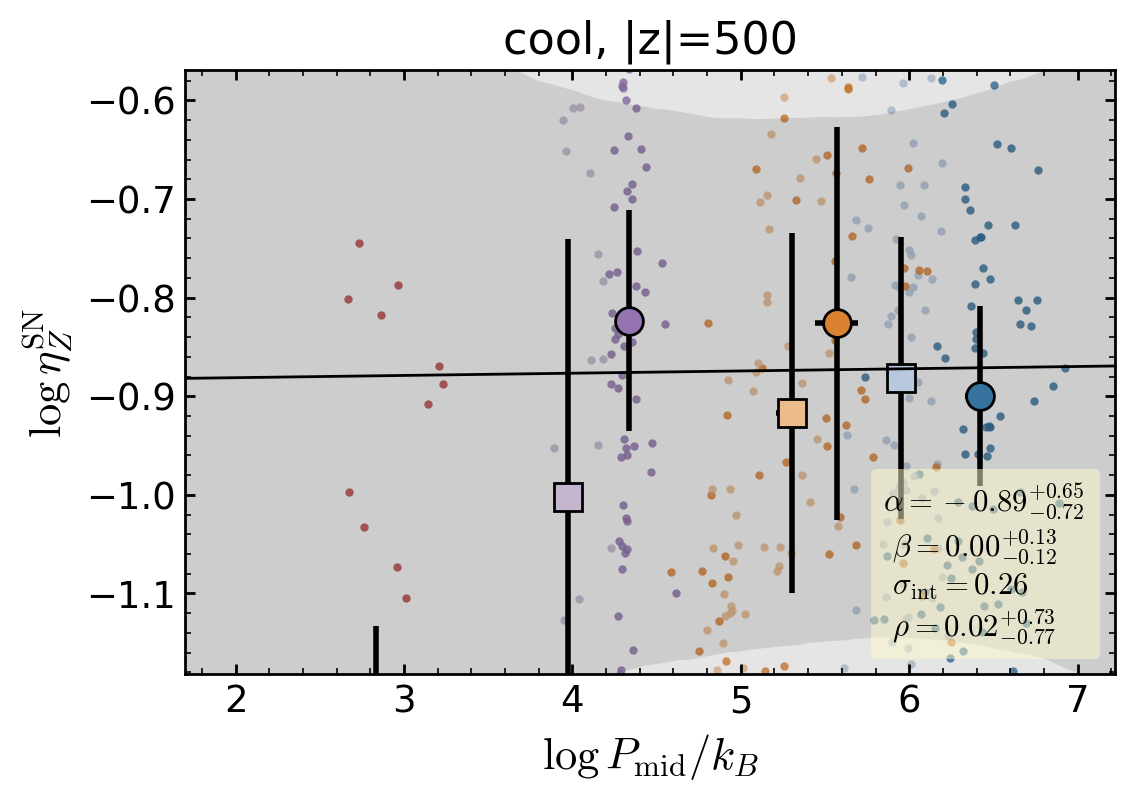 cool, |z|=500
−0.6
−0.7
−0.8
−0.9
−1.0
−1.1
log η_Z^SN
α = −0.89^{+0.65}_{−0.72}
β = 0.00^{+0.13}_{−0.12}
σ_int = 0.26
ρ = 0.02^{+0.73}_{−0.77}
2 3 4 5 6 7
log P_mid/k_B